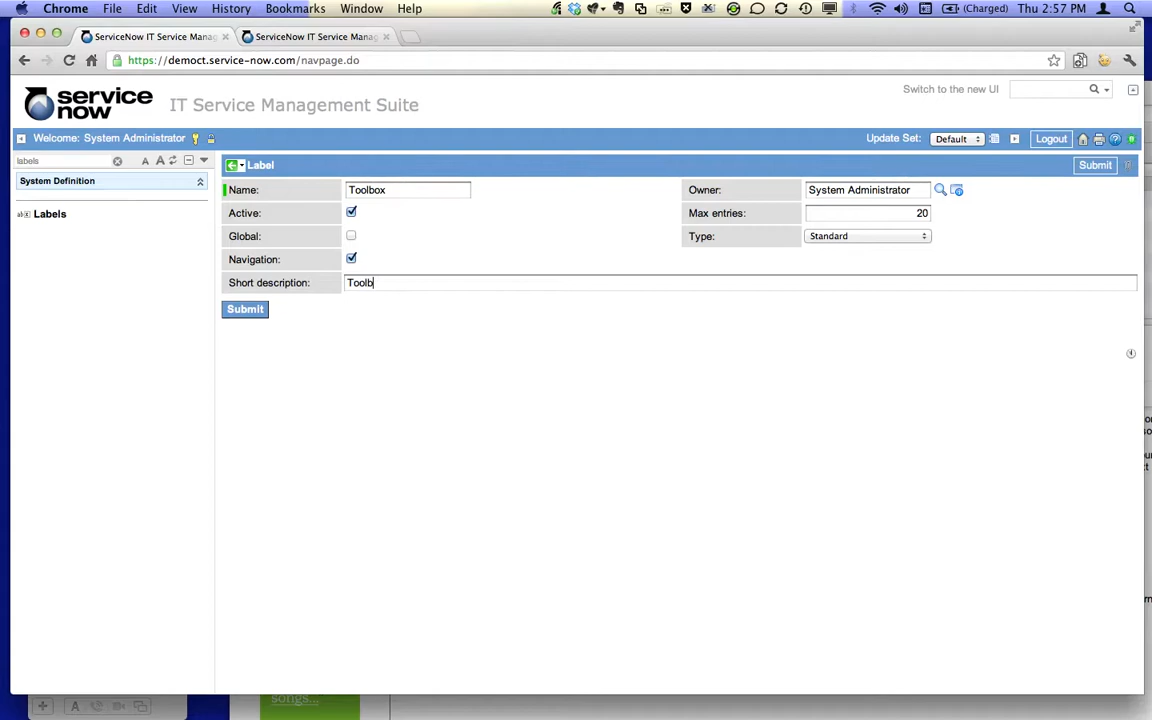 Chrome File Edit View History Bookmarks Window Help (Charged) Thu 2:57 PM
ServiceNow IT Service Manag ServiceNow IT Service Manag
https://democt.service-now.com/navpage.do
service now IT Service Management Suite Switch to the new UI
Welcome: System Administrator Update Set: Default Logout
labels A A
Label Submit
System Definition
Labels
Name: Toolbox Owner: System Administrator
Active: Max entries: 20
Global: Type: Standard
Navigation:
Short description: Toolb
Submit
A
songs...